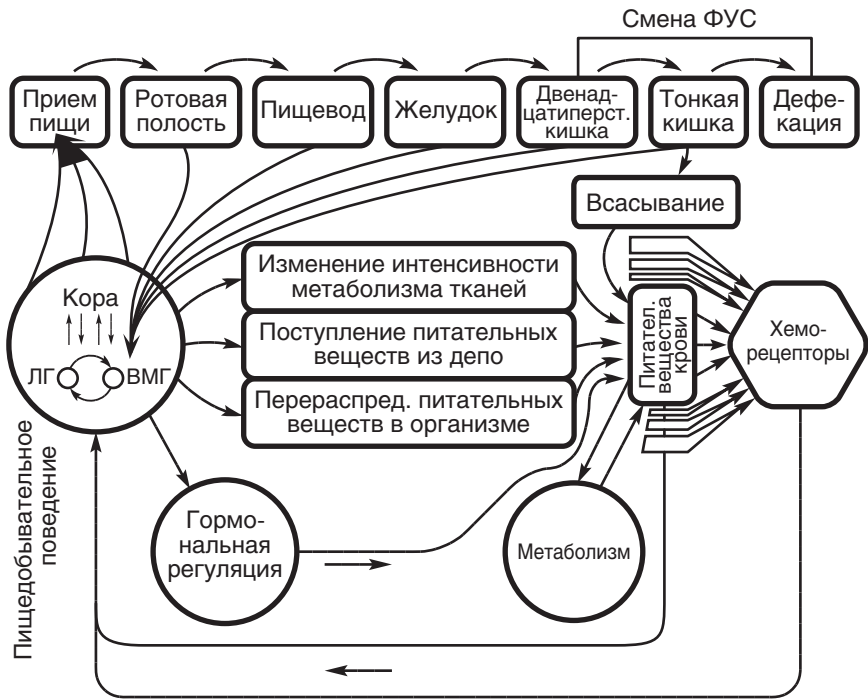 Смена ФУС
Прием
пищи
Ротовая
полость
Пищевод
Желудок
Двенад-
цатиперст.
кишка
Тонкая
кишка
Дефе-
кация
Всасывание
Кора
ЛГ
ВМГ
Изменение интенсивности
метаболизма тканей
Поступление питательных
веществ из депо
Перераспред. питательных
веществ в организме
Питател.
вещества
крови
Хемо-
рецепторы
Пищедобывательное
поведение
Гормо-
нальная
регуляция
Метаболизм